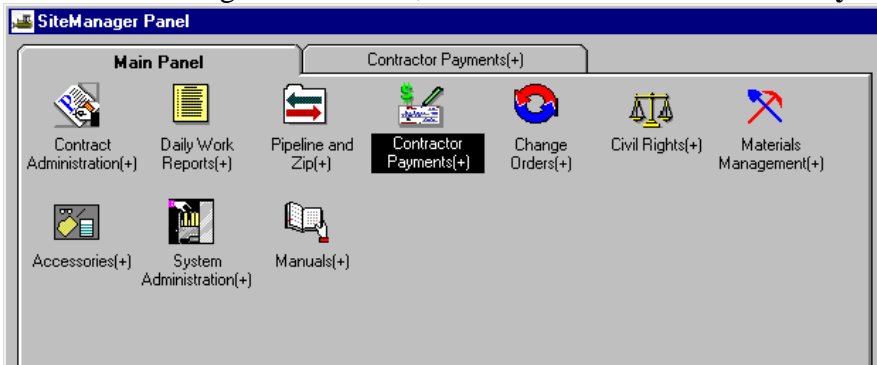 SiteManager Panel
Main Panel
Contractor Payments(+)
Contract
Administration(+)
Daily Work
Reports(+)
Pipeline and
Zip(+)
Contractor
Payments(+)
Change
Orders(+)
Civil Rights(+)
Materials
Management(+)
Accessories(+)
System
Administration(+)
Manuals(+)